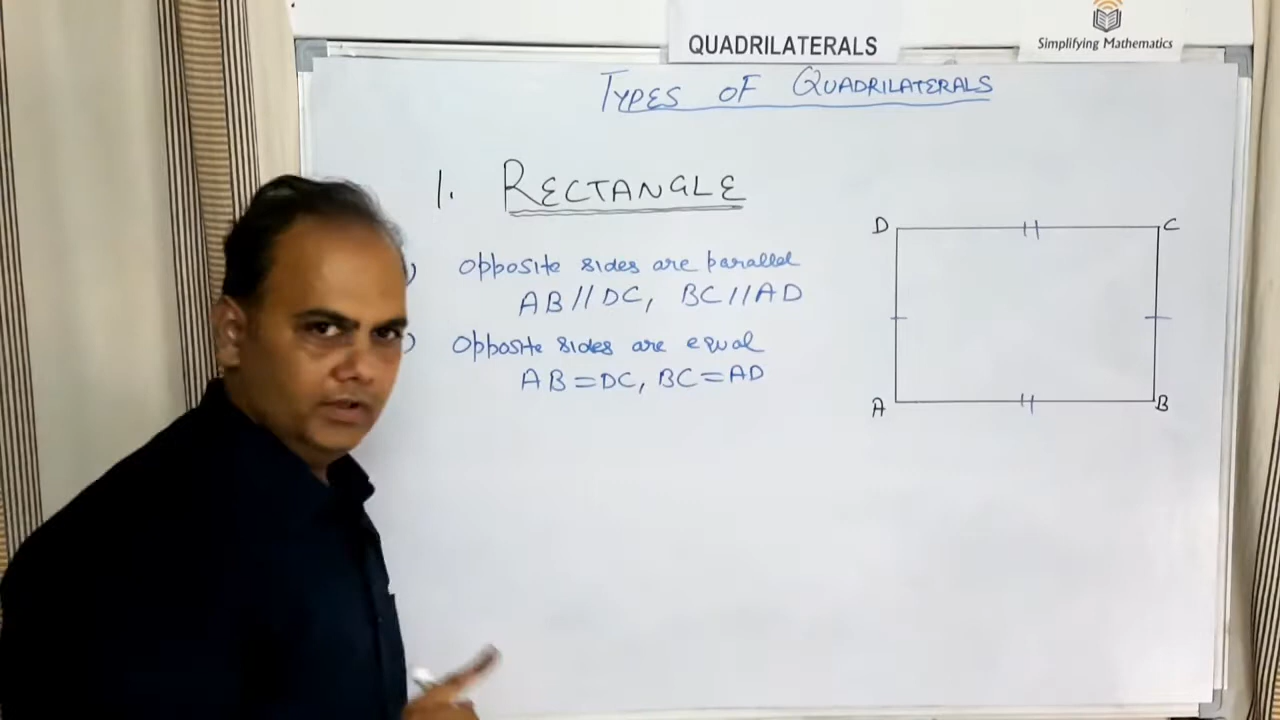 QUADRILATERALS
Simplifying Mathematics
TYPES OF QUADRILATERALS
1. RECTANGLE
) Opposite sides are parallel
AB//DC, BC//AD
) Opposite sides are equal
AB=DC, BC=AD
D
C
A
B